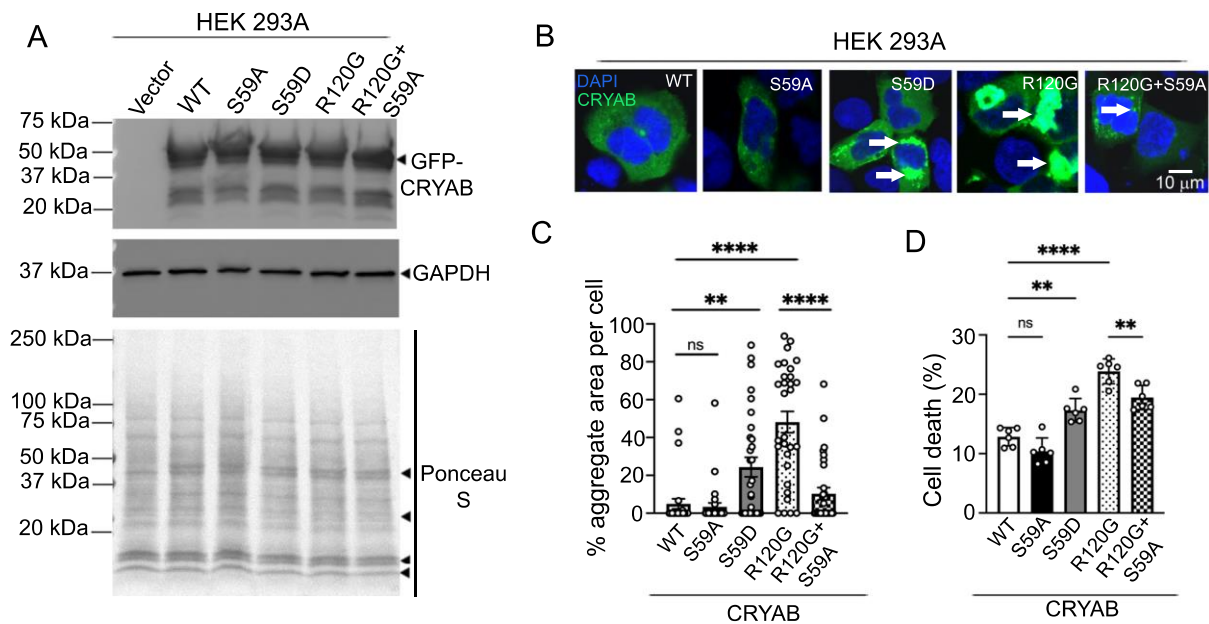 A
HEK 293A
Vector
WT
S59A
S59D
R120G
R120G+
S59A
75 kDa
50 kDa
37 kDa
20 kDa
GFP-
CRYAB
37 kDa
GAPDH
250 kDa
100 kDa
75 kDa
50 kDa
37 kDa
20 kDa
Ponceau
S
B
HEK 293A
DAPI
CRYAB
WT
S59A
S59D
R120G
R120G+S59A
10 µm
C
% aggregate area per cell
100
80
60
40
20
0
****
**
****
ns
WT
S59A
S59D
R120G
R120G+
S59A
CRYAB
D
Cell death (%)
30
20
10
0
****
**
ns
**
WT
S59A
S59D
R120G
R120G+
S59A
CRYAB